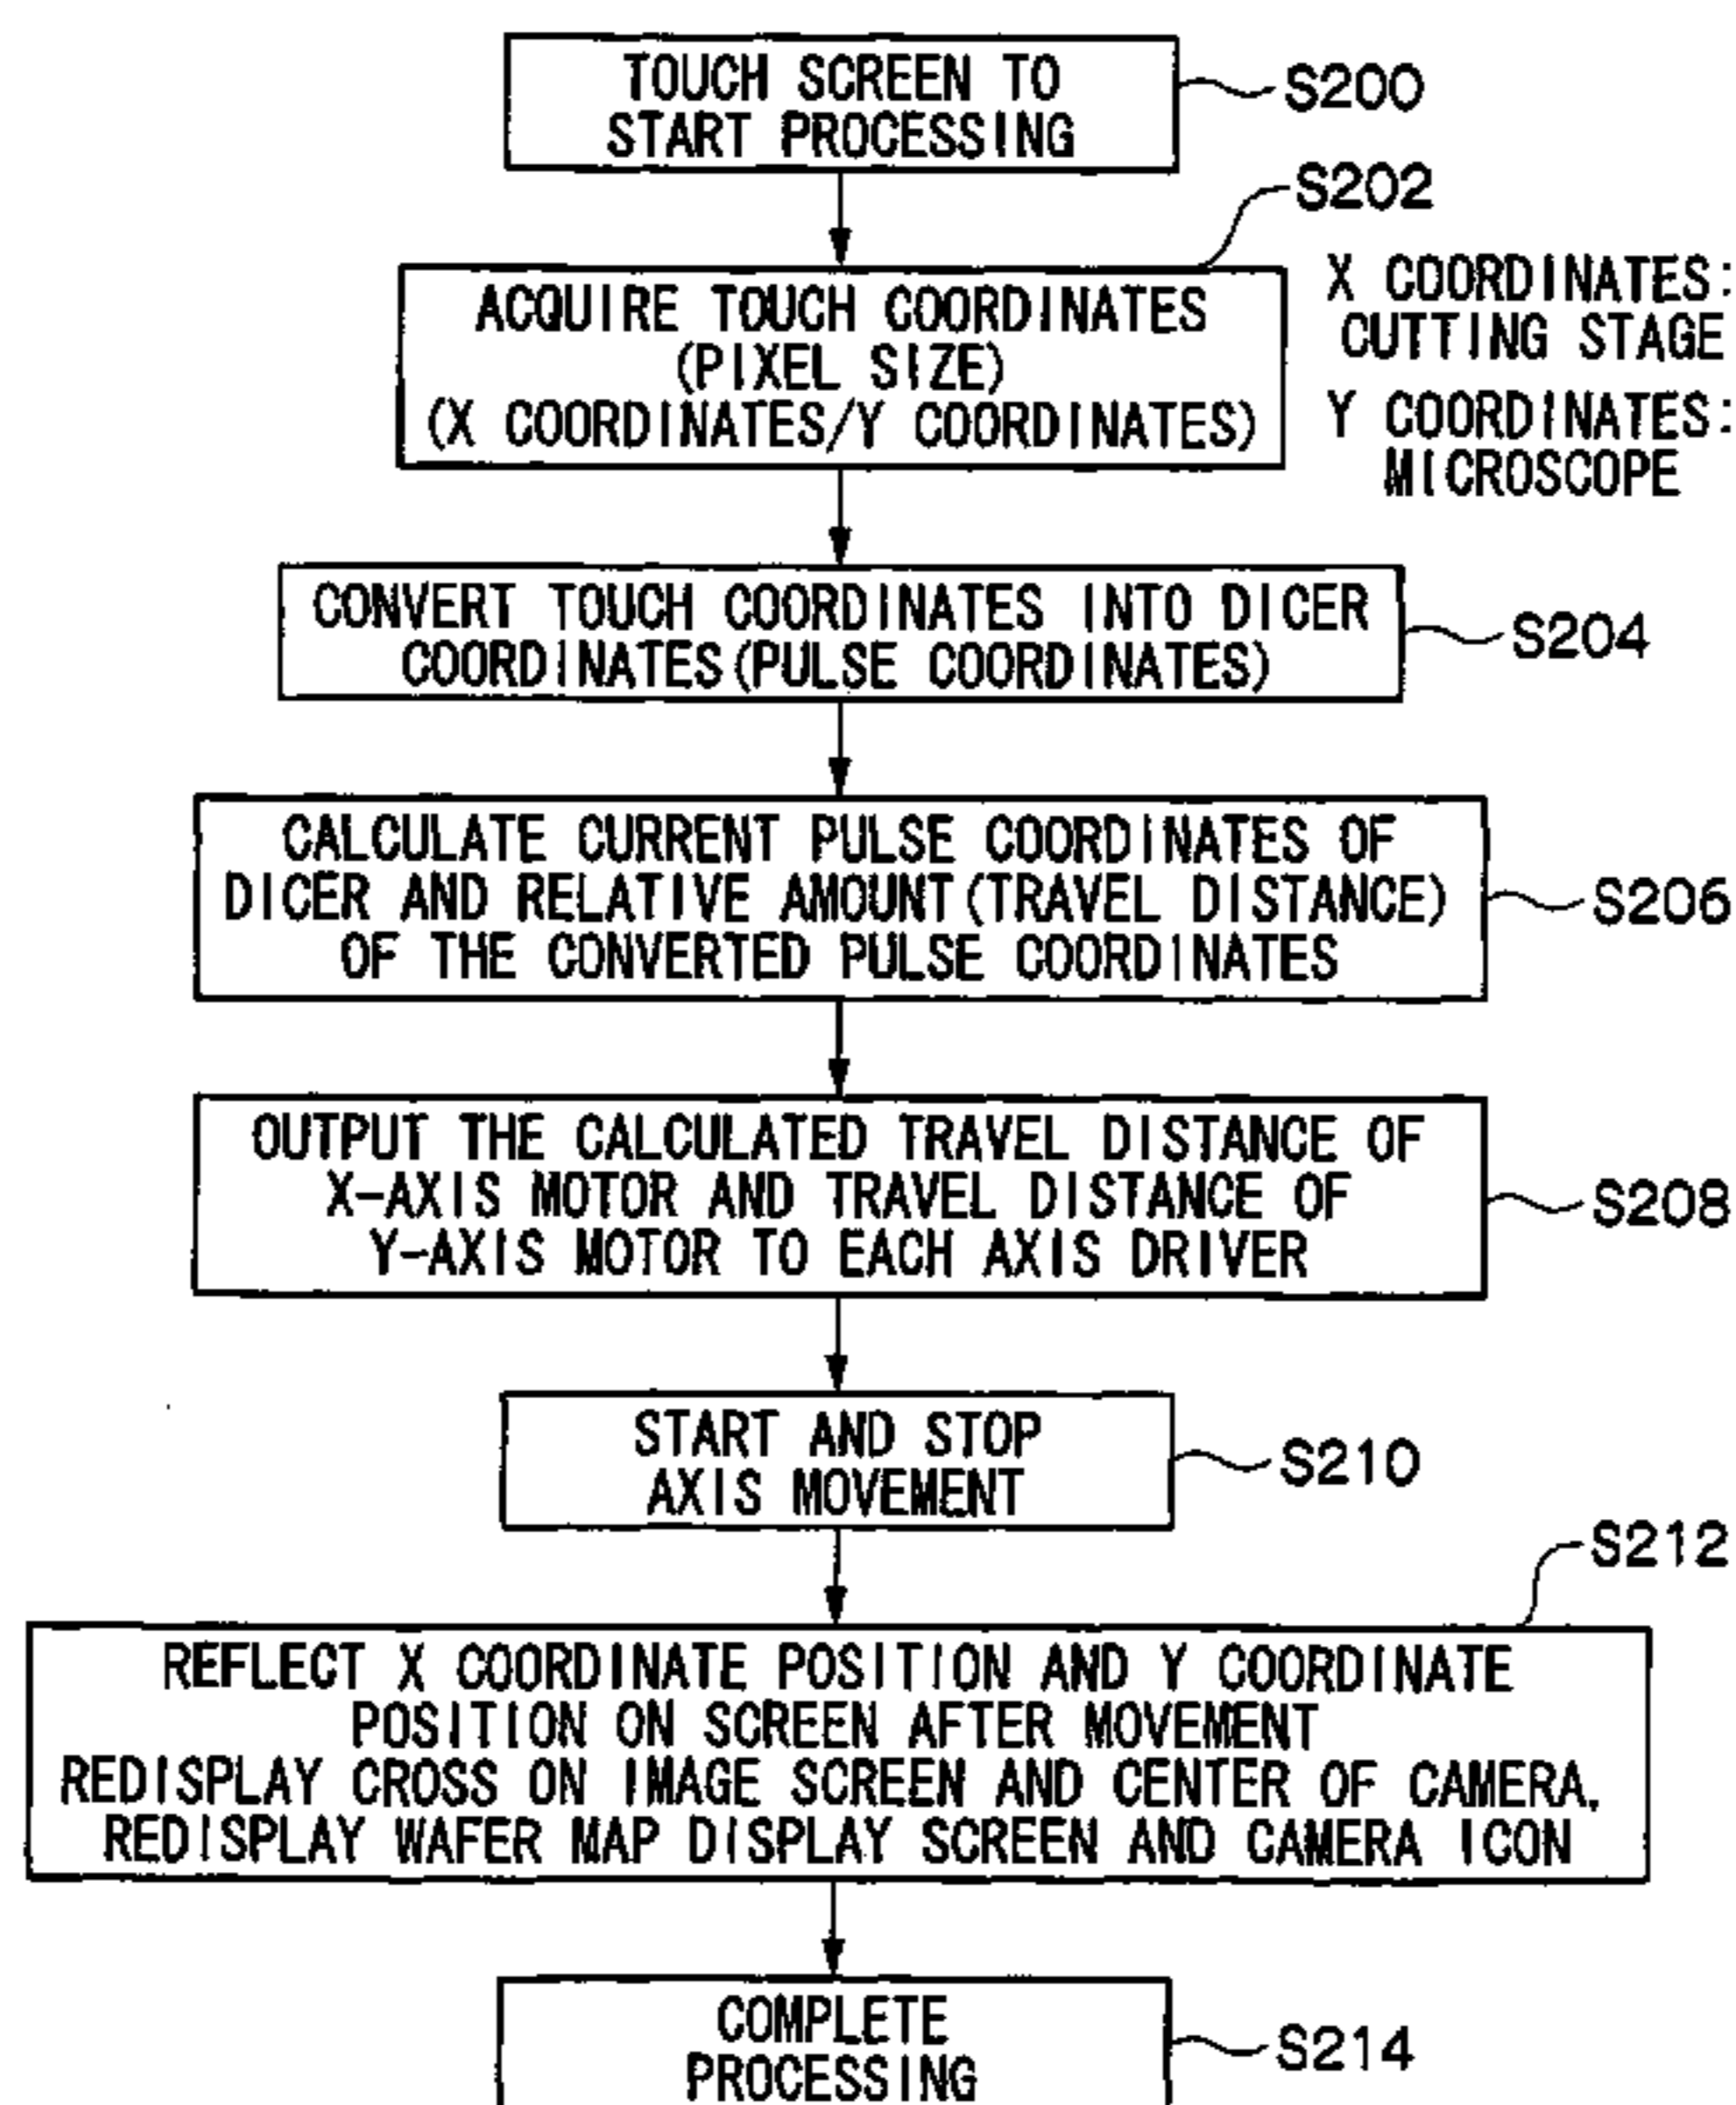 TOUCH SCREEN TO
START PROCESSING
S200
S202
ACQUIRE TOUCH COORDINATES
(PIXEL SIZE)
(X COORDINATES/Y COORDINATES)
X COORDINATES:
CUTTING STAGE
Y COORDINATES:
MICROSCOPE
CONVERT TOUCH COORDINATES INTO DICER
COORDINATES(PULSE COORDINATES)
S204
CALCULATE CURRENT PULSE COORDINATES OF
DICER AND RELATIVE AMOUNT(TRAVEL DISTANCE)
OF THE CONVERTED PULSE COORDINATES
S206
OUTPUT THE CALCULATED TRAVEL DISTANCE OF
X-AXIS MOTOR AND TRAVEL DISTANCE OF
Y-AXIS MOTOR TO EACH AXIS DRIVER
S208
START AND STOP
AXIS MOVEMENT
S210
S212
REFLECT X COORDINATE POSITION AND Y COORDINATE
POSITION ON SCREEN AFTER MOVEMENT
REDISPLAY CROSS ON IMAGE SCREEN AND CENTER OF CAMERA,
REDISPLAY WAFER MAP DISPLAY SCREEN AND CAMERA ICON
COMPLETE
PROCESSING
S214